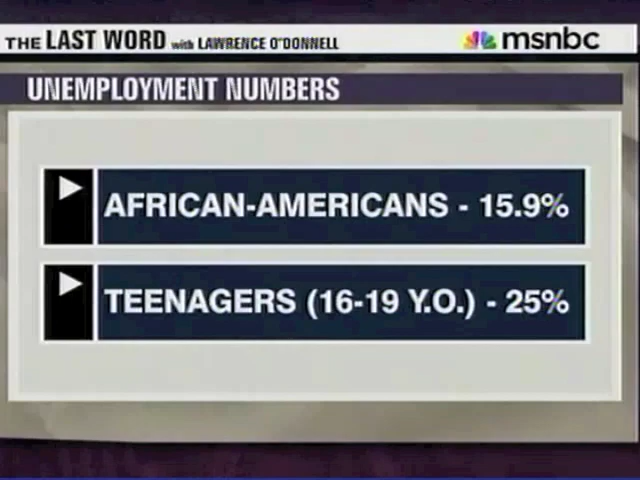 THE LAST WORD with LAWRENCE O'DONNELL msnbc
UNEMPLOYMENT NUMBERS
AFRICAN-AMERICANS - 15.9%
TEENAGERS (16-19 Y.O.) - 25%